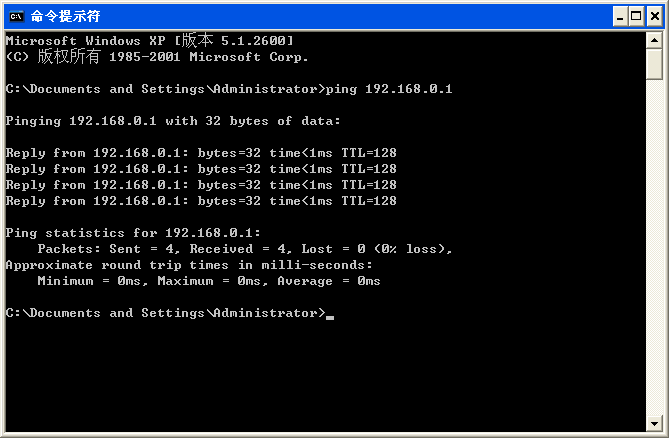 命令提示符
Microsoft Windows XP [版本 5.1.2600]
(C) 版权所有 1985-2001 Microsoft Corp.
C:\Documents and Settings\Administrator>ping 192.168.0.1
Pinging 192.168.0.1 with 32 bytes of data:
Reply from 192.168.0.1: bytes=32 time<1ms TTL=128
Reply from 192.168.0.1: bytes=32 time<1ms TTL=128
Reply from 192.168.0.1: bytes=32 time<1ms TTL=128
Reply from 192.168.0.1: bytes=32 time<1ms TTL=128
Ping statistics for 192.168.0.1:
    Packets: Sent = 4, Received = 4, Lost = 0 (0% loss),
Approximate round trip times in milli-seconds:
    Minimum = 0ms, Maximum = 0ms, Average = 0ms
C:\Documents and Settings\Administrator>